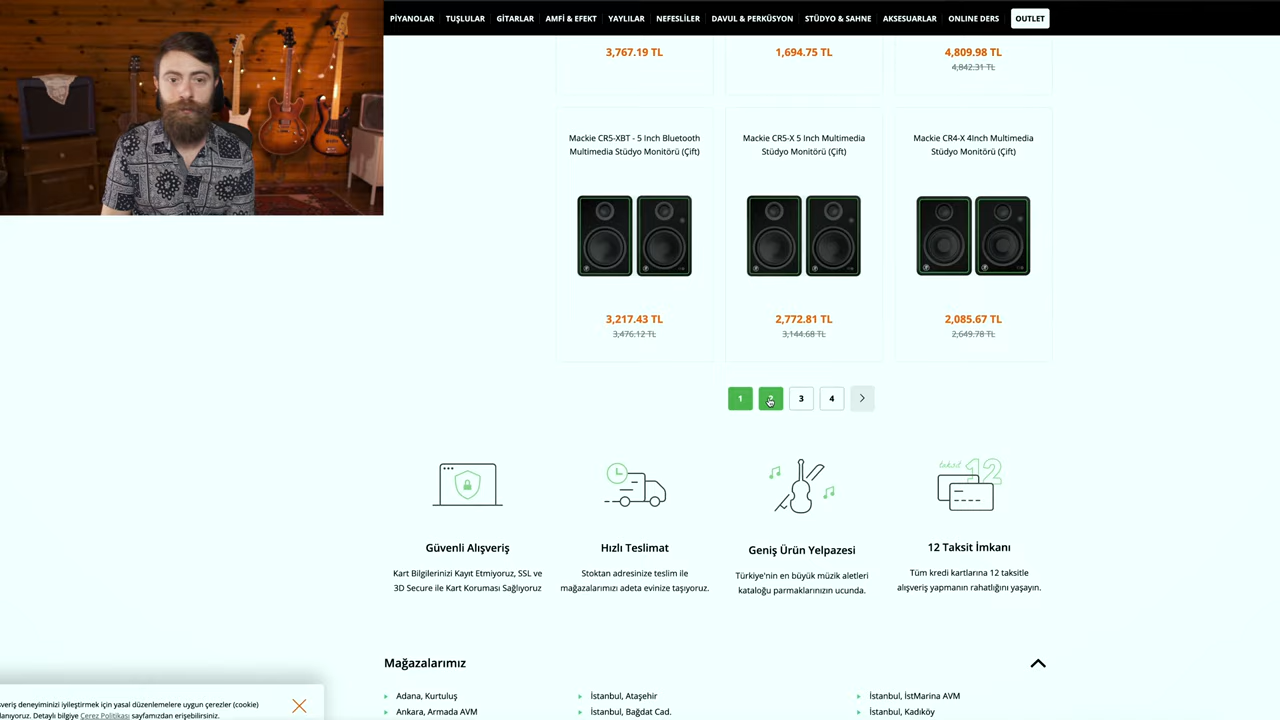 PİYANOLAR TUŞLULAR GİTARLAR AMFİ & EFEKT YAYLILAR NEFESLİLER DAVUL & PERKÜSYON STÜDYO & SAHNE AKSESUARLAR ONLINE DERS OUTLET
3,767.19 TL
1,694.75 TL
4,809.98 TL
4,842.31 TL
Mackie CR5-XBT - 5 Inch Bluetooth
Multimedia Stüdyo Monitörü (Çift)
3,217.43 TL
3,476.12 TL
Mackie CR5-X 5 Inch Multimedia
Stüdyo Monitörü (Çift)
2,772.81 TL
3,144.68 TL
Mackie CR4-X 4Inch Multimedia
Stüdyo Monitörü (Çift)
2,085.67 TL
2,649.78 TL
1 2 3 4
Güvenli Alışveriş
Kart Bilgilerinizi Kayıt Etmiyoruz, SSL ve
3D Secure ile Kart Koruması Sağlıyoruz
Hızlı Teslimat
Stoktan adresinize teslim ile
mağazalarımızı adeta evinize taşıyoruz.
Geniş Ürün Yelpazesi
Türkiye'nin en büyük müzik aletleri
kataloğu parmaklarınızın ucunda.
taksit 12
12 Taksit İmkanı
Tüm kredi kartlarına 12 taksitle
alışveriş yapmanın rahatlığını yaşayın.
Mağazalarımız
Adana, Kurtuluş
Ankara, Armada AVM
İstanbul, Ataşehir
İstanbul, Bağdat Cad.
İstanbul, İstMarina AVM
İstanbul, Kadıköy
şveriş deneyiminizi iyileştirmek için yasal düzenlemelere uygun çerezler (cookie)
lanıyoruz. Detaylı bilgiye Çerez Politikası sayfamızdan erişebilirsiniz.